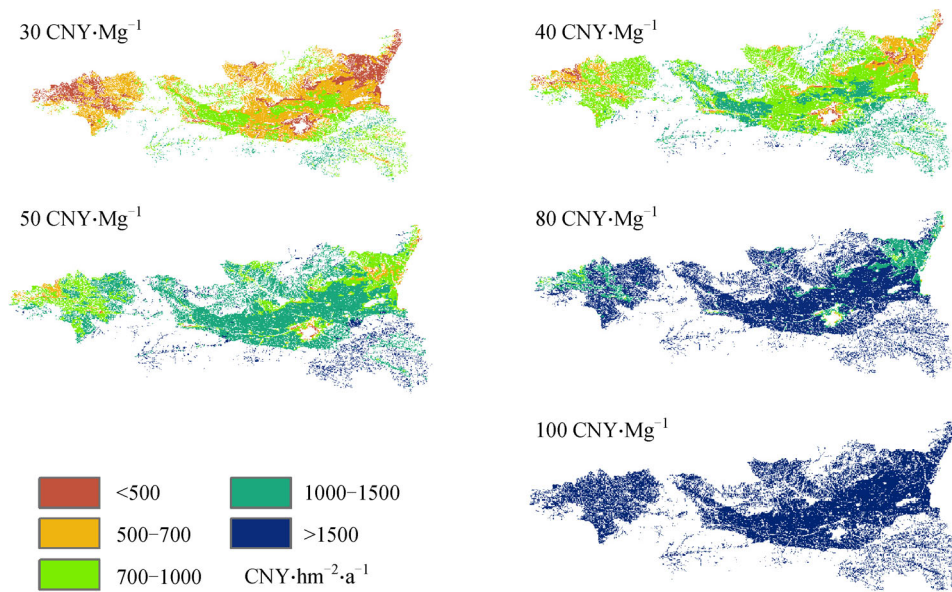 30 CNY·Mg⁻¹
40 CNY·Mg⁻¹
50 CNY·Mg⁻¹
80 CNY·Mg⁻¹
100 CNY·Mg⁻¹
<500
500−700
700−1000
1000−1500
>1500
CNY·hm⁻²·a⁻¹